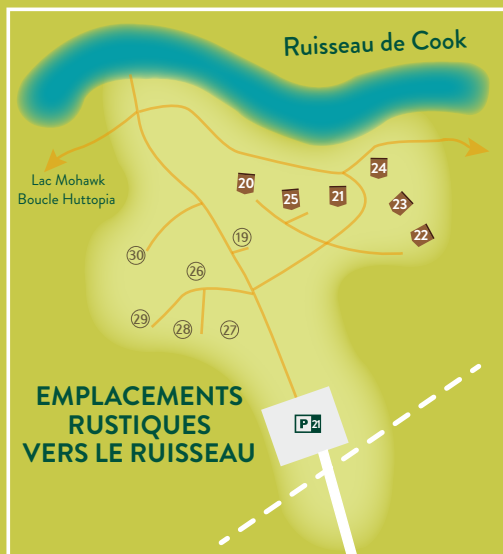 Ruisseau de Cook
Lac Mohawk
Boucle Huttopia
24
20
25
21
23
22
19
30
26
29
28
27
EMPLACEMENTS
RUSTIQUES
VERS LE RUISSEAU
P 21